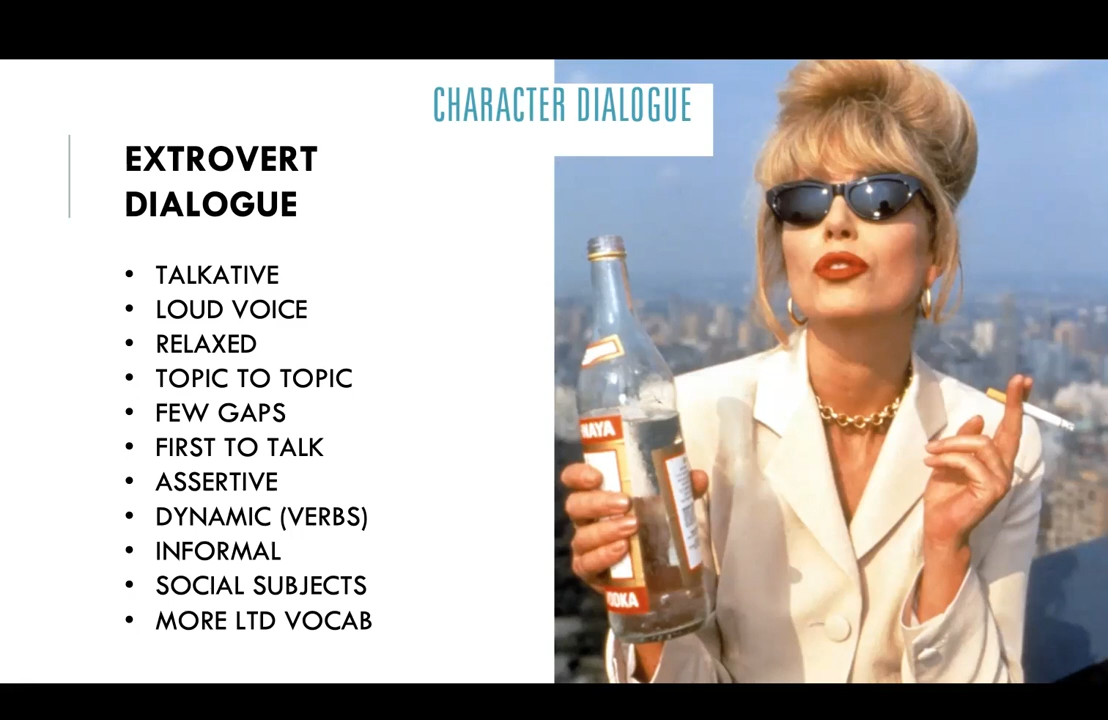 CHARACTER DIALOGUE
EXTROVERT
DIALOGUE
• TALKATIVE
• LOUD VOICE
• RELAXED
• TOPIC TO TOPIC
• FEW GAPS
• FIRST TO TALK
• ASSERTIVE
• DYNAMIC (VERBS)
• INFORMAL
• SOCIAL SUBJECTS
• MORE LTD VOCAB